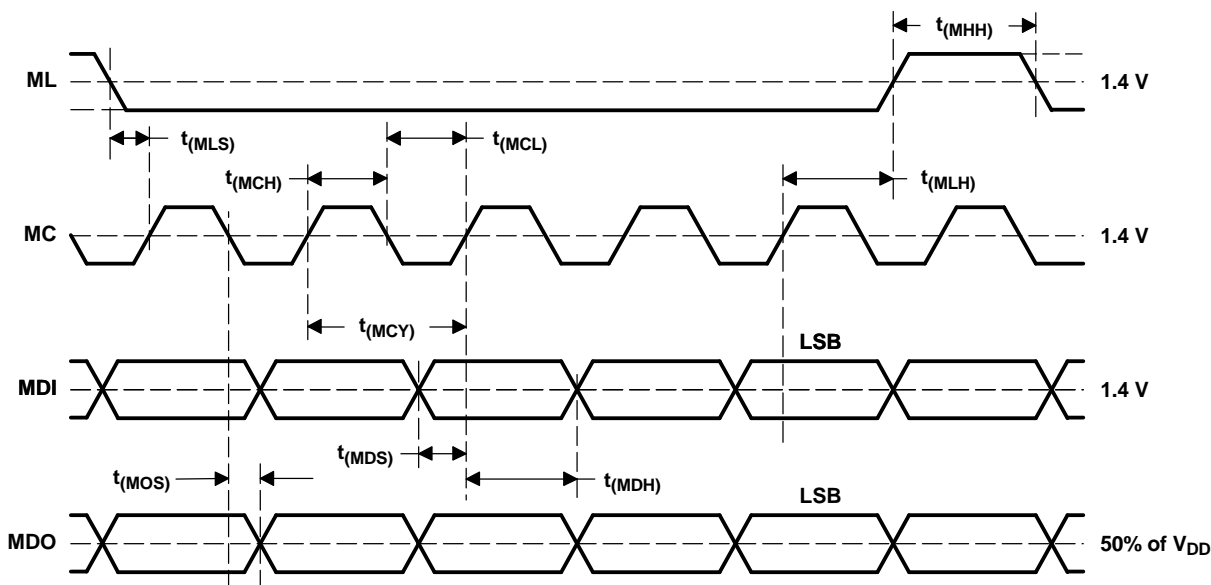 t(MHH)
ML
1.4 V
t(MLS)
t(MCL)
t(MCH)
t(MLH)
MC
1.4 V
t(MCY)
LSB
MDI
1.4 V
t(MDS)
t(MOS)
t(MDH)
LSB
MDO
50% of VDD